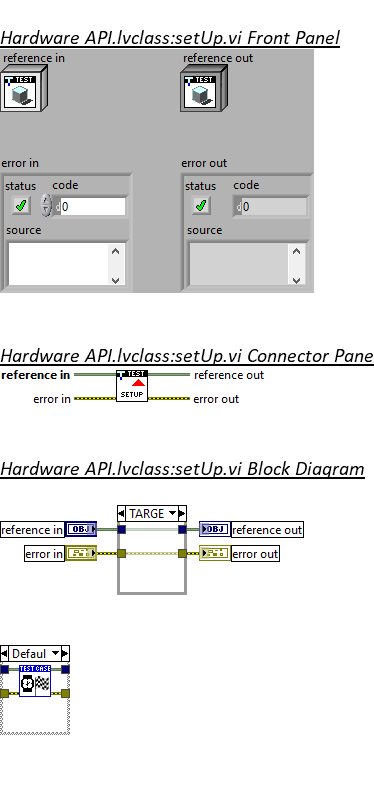 Hardware API.lvclass:setUp.vi Front Panel
reference in reference out
TEST TEST
error in error out
status code status code
d 0 d 0
source source
Hardware API.lvclass:setUp.vi Connector Pane
reference in TEST reference out
error in SETUP error out
Hardware API.lvclass:setUp.vi Block Diagram
TARGE
reference in OBJ OBJ reference out
error in error out
Defaul
TEST CASE